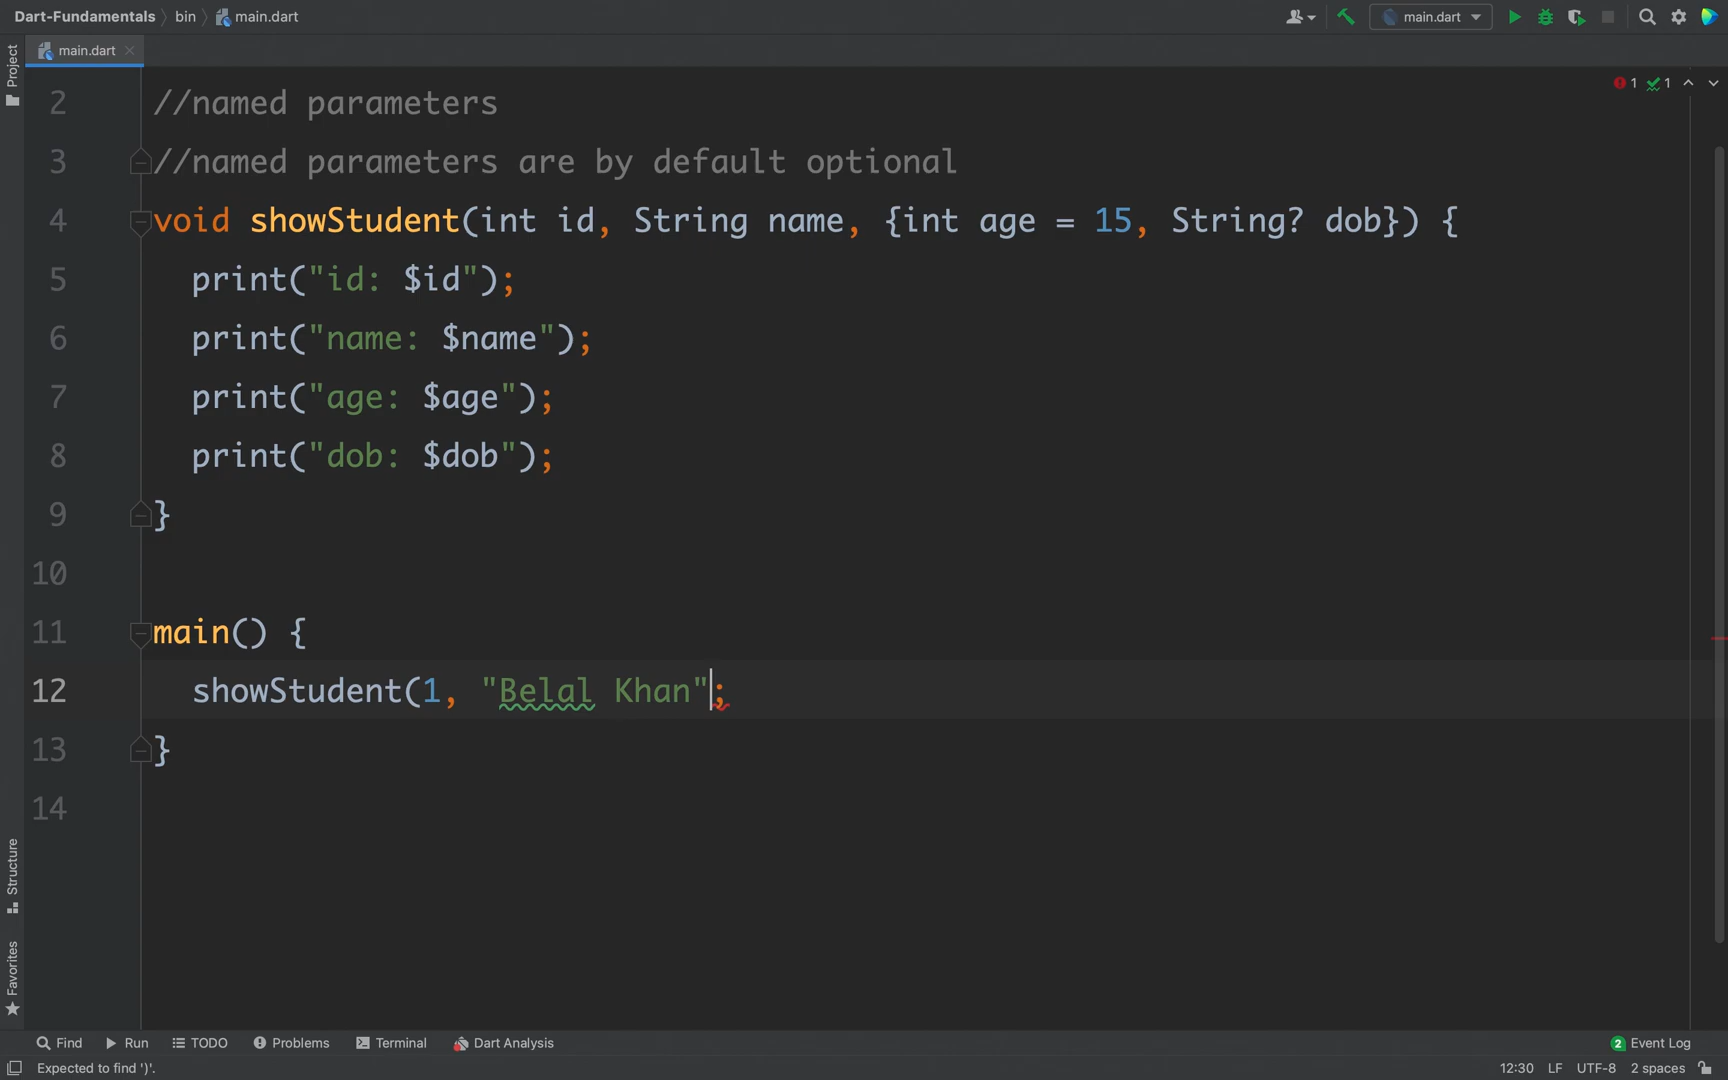 Dart-Fundamentals bin main.dart
main.dart
main.dart
Project
1 1
2 //named parameters
3 //named parameters are by default optional
4 void showStudent(int id, String name, {int age = 15, String? dob}) {
5 print("id: $id");
6 print("name: $name");
7 print("age: $age");
8 print("dob: $dob");
9 }
10
11 main() {
12 showStudent(1, "Belal Khan";
13 }
14
Structure
Favorites
Find Run TODO Problems Terminal Dart Analysis 2 Event Log
Expected to find ')'. 12:30 LF UTF-8 2 spaces